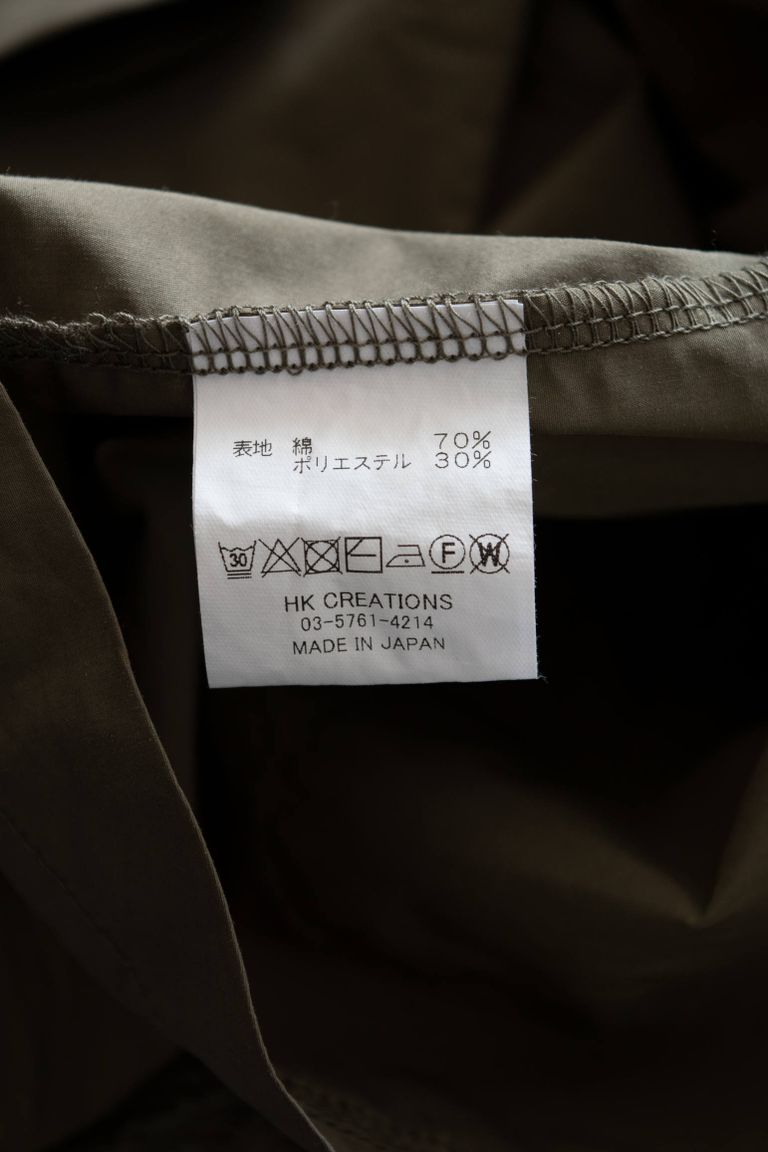 表地 綿 70%
ポリエステル 30%
30 F W
HK CREATIONS
03-5761-4214
MADE IN JAPAN